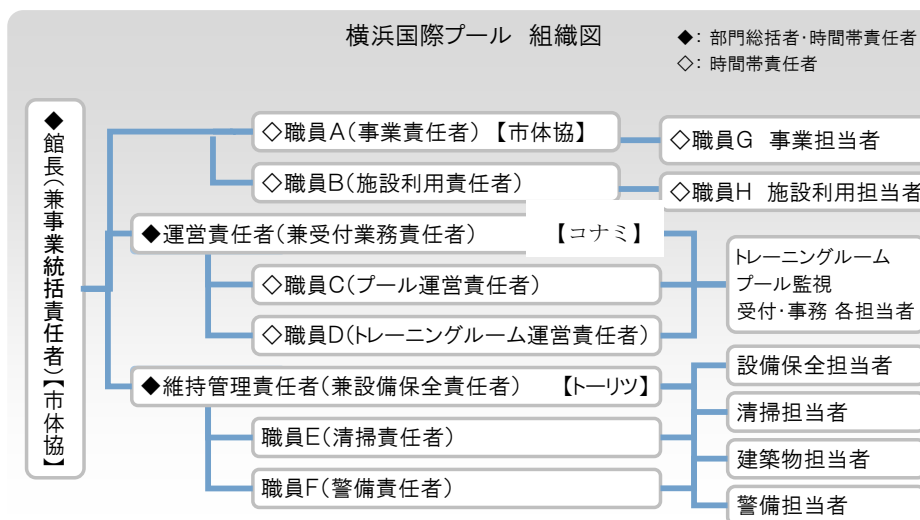 横浜国際プール 組織図
◆：部門総括者・時間帯責任者
◇：時間帯責任者
◆館長（兼事業統括責任者）【市体協】
◇職員A（事業責任者）【市体協】
◇職員G 事業担当者
◇職員B（施設利用責任者）
◇職員H 施設利用担当者
◆運営責任者（兼受付業務責任者） 【コナミ】
◇職員C（プール運営責任者）
◇職員D（トレーニングルーム運営責任者）
トレーニングルーム
プール監視
受付・事務 各担当者
◆維持管理責任者（兼設備保全責任者） 【トーリツ】
職員E（清掃責任者）
職員F（警備責任者）
設備保全担当者
清掃担当者
建築物担当者
警備担当者